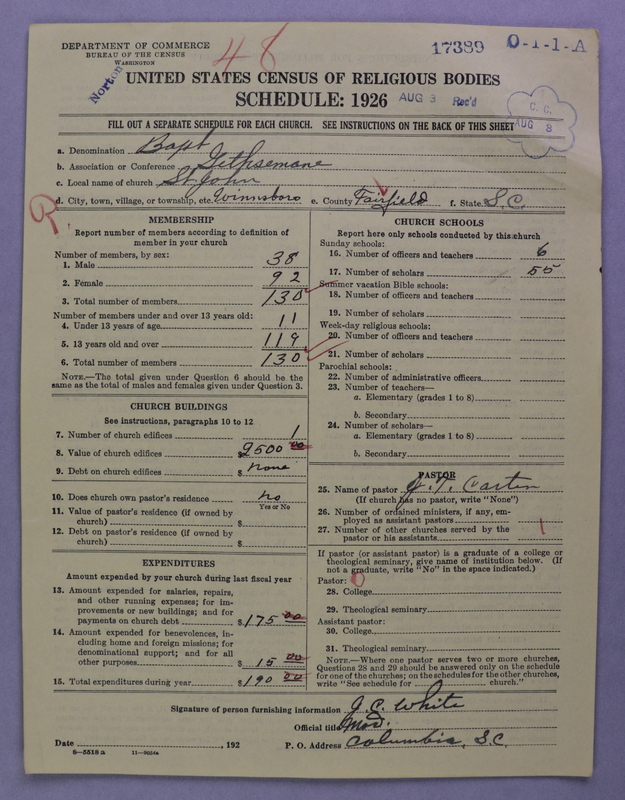 DEPARTMENT OF COMMERCE
BUREAU OF THE CENSUS
WASHINGTON
48
17389
0-1-1-A
Norton
UNITED STATES CENSUS OF RELIGIOUS BODIES
SCHEDULE: 1926
AUG 3 Rec'd
C. C.
AUG 8
FILL OUT A SEPARATE SCHEDULE FOR EACH CHURCH. SEE INSTRUCTIONS ON THE BACK OF THIS SHEET
a. Denomination Bapt
b. Association or Conference Gethsemane
c. Local name of church St John
d. City, town, village, or township, etc. Winnsboro e. County Fairfield f. State S.C.
R
MEMBERSHIP
Report number of members according to definition of
member in your church
Number of members, by sex:
1. Male 38
2. Female 92
3. Total number of members 130
Number of members under and over 13 years old:
4. Under 13 years of age 11
5. 13 years old and over 119
6. Total number of members 130
NOTE.—The total given under Question 6 should be the
same as the total of males and females given under Question 3.
CHURCH BUILDINGS
See instructions, paragraphs 10 to 12
7. Number of church edifices 1
8. Value of church edifices $2500 00
9. Debt on church edifices $ none
10. Does church own pastor's residence no
Yes or No
11. Value of pastor's residence (if owned by
church) $
12. Debt on pastor's residence (if owned by
church) $
EXPENDITURES
Amount expended by your church during last fiscal year
13. Amount expended for salaries, repairs,
and other running expenses; for im-
provements or new buildings; and for
payments on church debt $175 00
14. Amount expended for benevolences, in-
cluding home and foreign missions; for
denominational support; and for all
other purposes $ 15 00
15. Total expenditures during year $190 00
CHURCH SCHOOLS
Report here only schools conducted by this church
Sunday schools:
16. Number of officers and teachers 6
17. Number of scholars 55
Summer vacation Bible schools:
18. Number of officers and teachers
19. Number of scholars
Week-day religious schools:
20. Number of officers and teachers
21. Number of scholars
Parochial schools:
22. Number of administrative officers
23. Number of teachers—
a. Elementary (grades 1 to 8)
b. Secondary
24. Number of scholars—
a. Elementary (grades 1 to 8)
b. Secondary
PASTOR
25. Name of pastor
(If church has no pastor, write "None")
26. Number of ordained ministers, if any, em-
ployed as assistant pastors
27. Number of other churches served by the
pastor or his assistants 1
If pastor (or assistant pastor) is a graduate of a college or
theological seminary, give name of institution below. (If
not a graduate, write "No" in the space indicated.)
Pastor: 0
28. College
29. Theological seminary
Assistant pastor:
30. College
31. Theological seminary
NOTE.—Where one pastor serves two or more churches,
Questions 28 and 29 should be answered only on the schedule
for one of the churches; on the schedules for the other churches,
write "See schedule for church."
Signature of person furnishing information J. C. White
Official title Mod.
Date , 192 P. O. Address Columbia, S.C.
8-5518 a 11-9024a